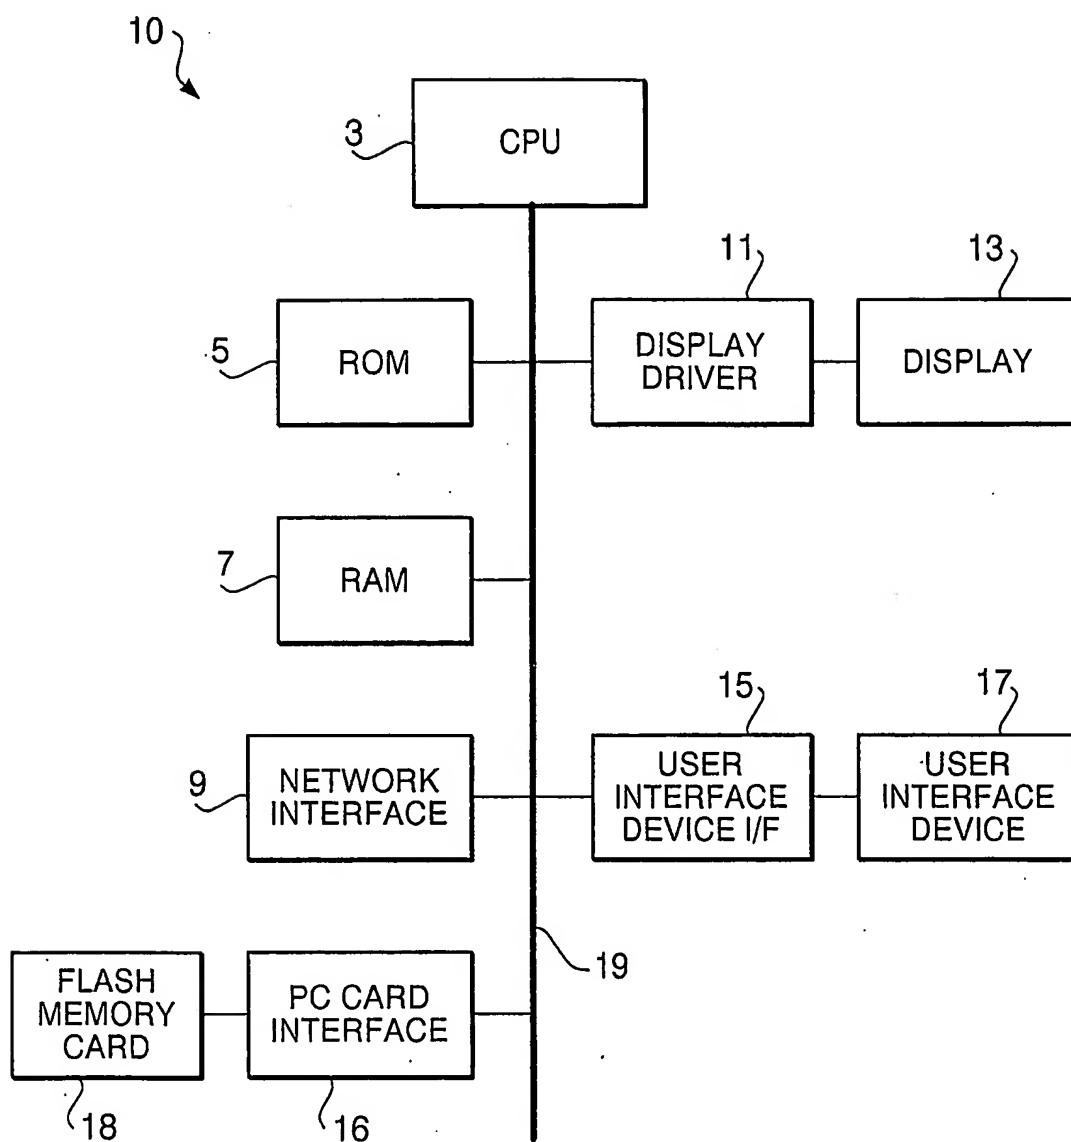 10
3
CPU
11
13
5
ROM
DISPLAY
DRIVER
DISPLAY
7
RAM
15
17
9
NETWORK
INTERFACE
USER
INTERFACE
DEVICE I/F
USER
INTERFACE
DEVICE
19
FLASH
MEMORY
CARD
PC CARD
INTERFACE
18
16